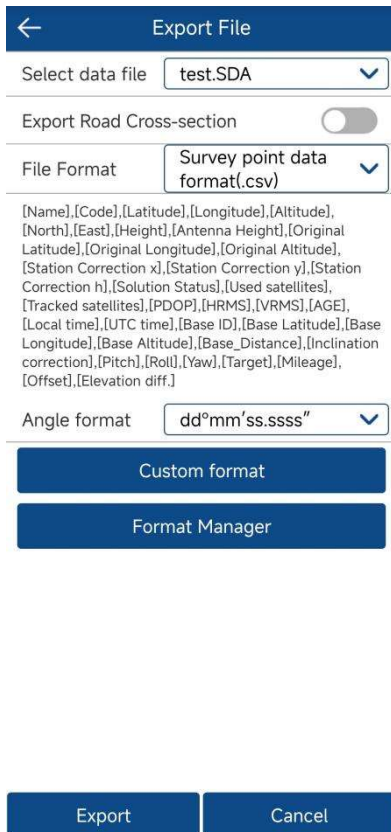 Export File
Select data file test.SDA
Export Road Cross-section
File Format Survey point data
format(.csv)
[Name],[Code],[Latitude],[Longitude],[Altitude],
[North],[East],[Height],[Antenna Height],[Original
Latitude],[Original Longitude],[Original Altitude],
[Station Correction x],[Station Correction y],[Station
Correction h],[Solution Status],[Used satellites],
[Tracked satellites],[PDOP],[HRMS],[VRMS],[AGE],
[Local time],[UTC time],[Base ID],[Base Latitude],[Base
Longitude],[Base Altitude],[Base_Distance],[Inclination
correction],[Pitch],[Roll],[Yaw],[Target],[Mileage],
[Offset],[Elevation diff.]
Angle format dd°mm′ss.ssss″
Custom format
Format Manager
Export Cancel